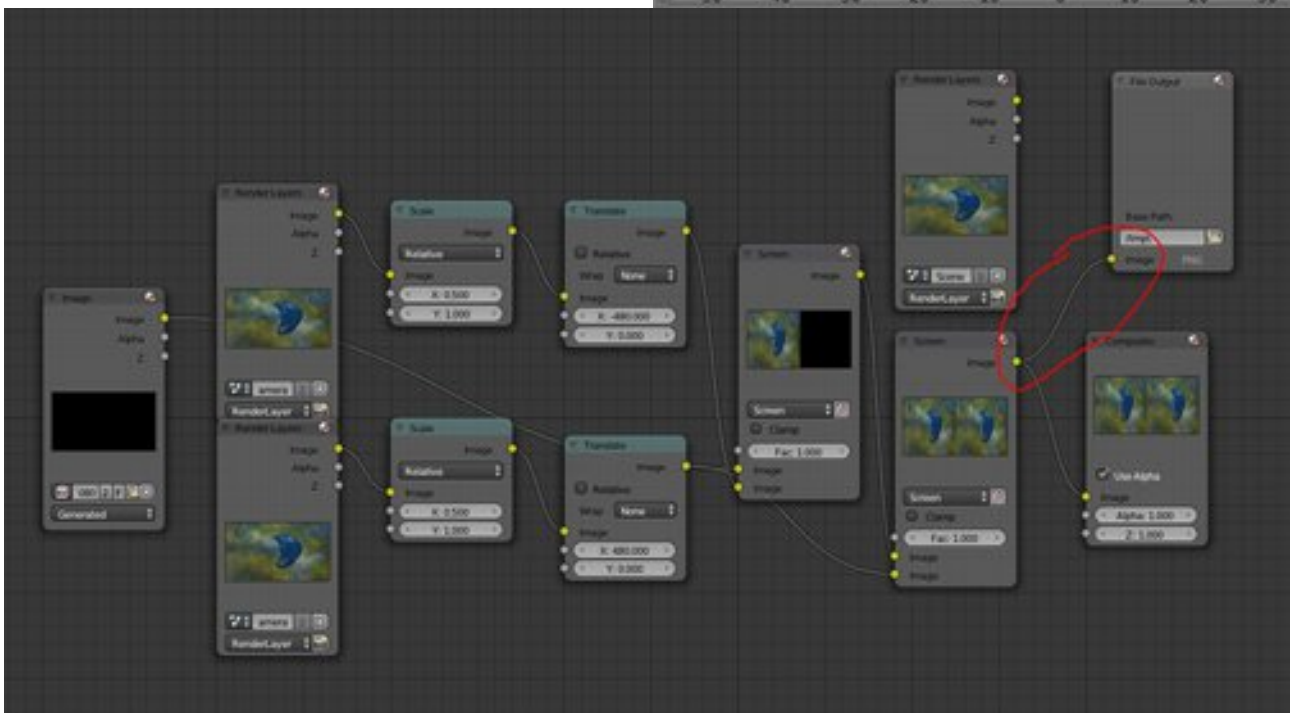 Image
Image
Alpha
Z
Generated
Render Layers
Image
Alpha
Z
amera
RenderLayer
Render Layers
Image
Alpha
Z
amera
RenderLayer
Scale
Image
Relative
Image
X: 0.500
Y: 1.000
Scale
Image
Relative
Image
X: 0.500
Y: 1.000
Translate
Image
Relative
Wrap None
Image
X: -480.000
Y: 0.000
Translate
Image
Relative
Wrap None
Image
X: 480.000
Y: 0.000
Screen
Image
Screen
Clamp
Fac: 1.000
Image
Image
Render Layers
Image
Alpha
Z
Scene
RenderLayer
Screen
Image
Screen
Clamp
Fac: 1.000
Image
Image
File Output
Base Path:
Image PNG
Use Alpha
Image
Alpha: 1.000
Z: 1.000